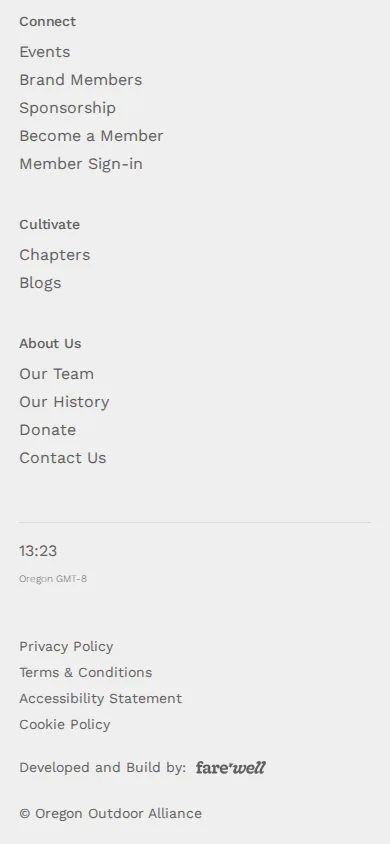 Connect
Events
Brand Members
Sponsorship
Become a Member
Member Sign-in
Cultivate
Chapters
Blogs
About Us
Our Team
Our History
Donate
Contact Us
13:23
Oregon GMT-8
Privacy Policy
Terms & Conditions
Accessibility Statement
Cookie Policy
Developed and Build by: farewell
© Oregon Outdoor Alliance